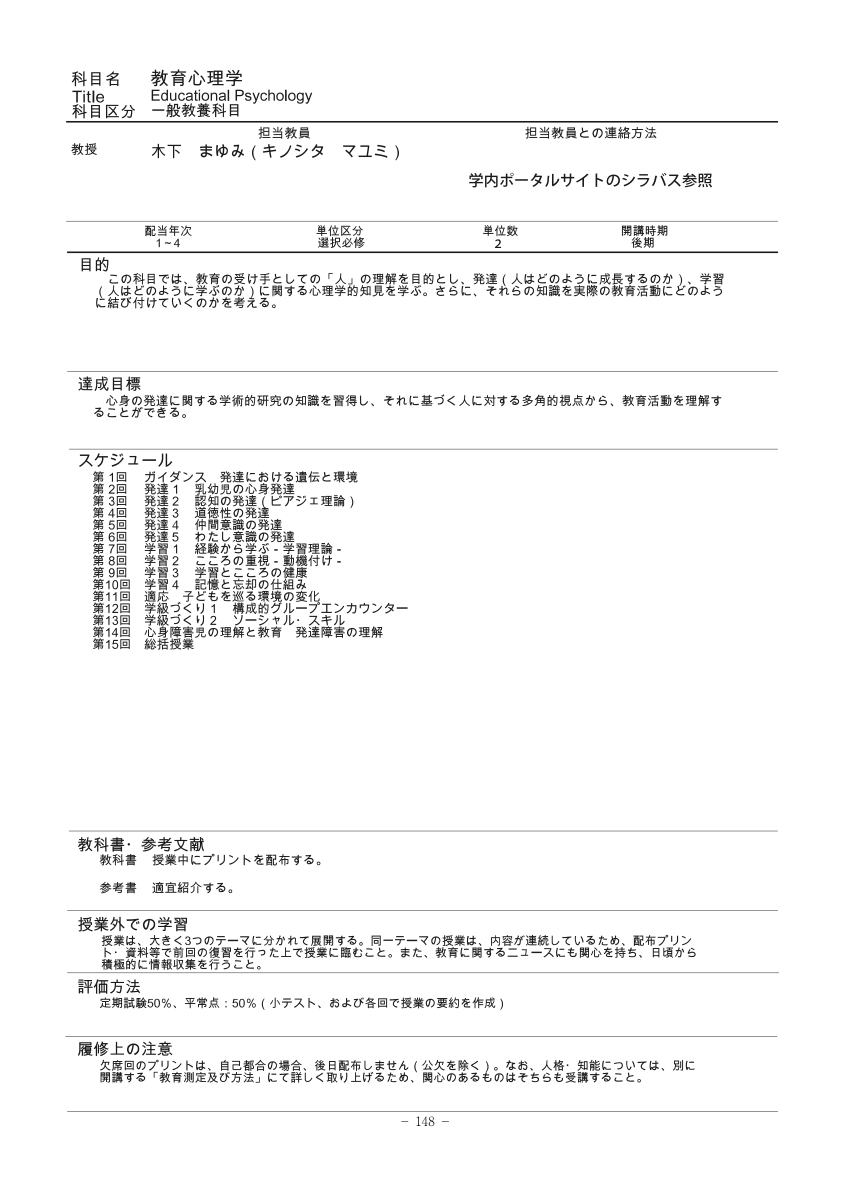 科目名　教育心理学
Title　Educational Psychology
科目区分　一般教養科目
担当教員　担当教員との連絡方法
教授　木下　まゆみ（キノシタ　マユミ）
学内ポータルサイトのシラバス参照
配当年次　単位区分　単位数　開講時期
1～4　選択必修　2　後期
目的
この科目では、教育の受け手としての「人」の理解を目的とし、発達（人はどのように成長するのか）、学習
（人はどのように学ぶのか）に関する心理学的知見を学ぶ。さらに、それらの知識を実際の教育活動にどのよう
に結び付けていくのかを考える。
達成目標
心身の発達に関する学術的研究の知識を習得し、それに基づく人に対する多角的視点から、教育活動を理解す
ることができる。
スケジュール
第 1回　ガイダンス　発達における遺伝と環境
第 2回　発達１　乳幼児の心身発達
第 3回　発達２　認知の発達（ピアジェ理論）
第 4回　発達３　道徳性の発達
第 5回　発達４　仲間意識の発達
第 6回　発達５　わたし意識の発達
第 7回　学習１　経験から学ぶ - 学習理論 -
第 8回　学習２　こころの重視 - 動機付け -
第 9回　学習３　学習とこころの健康
第10回　学習４　記憶と忘却の仕組み
第11回　適応　子どもを巡る環境の変化
第12回　学級づくり１　構成的グループエンカウンター
第13回　学級づくり２　ソーシャル・スキル
第14回　心身障害児の理解と教育　発達障害の理解
第15回　総括授業
教科書・参考文献
教科書　授業中にプリントを配布する。
参考書　適宜紹介する。
授業外での学習
授業は、大きく3つのテーマに分かれて展開する。同一テーマの授業は、内容が連続しているため、配布プリン
ト・資料等で前回の復習を行った上で授業に臨むこと。また、教育に関するニュースにも関心を持ち、日頃から
積極的に情報収集を行うこと。
評価方法
定期試験50%、平常点：50%（小テスト、および各回で授業の要約を作成）
履修上の注意
欠席回のプリントは、自己都合の場合、後日配布しません（公欠を除く）。なお、人格・知能については、別に
開講する「教育測定及び方法」にて詳しく取り上げるため、関心のあるものはそちらも受講すること。
− 148 −